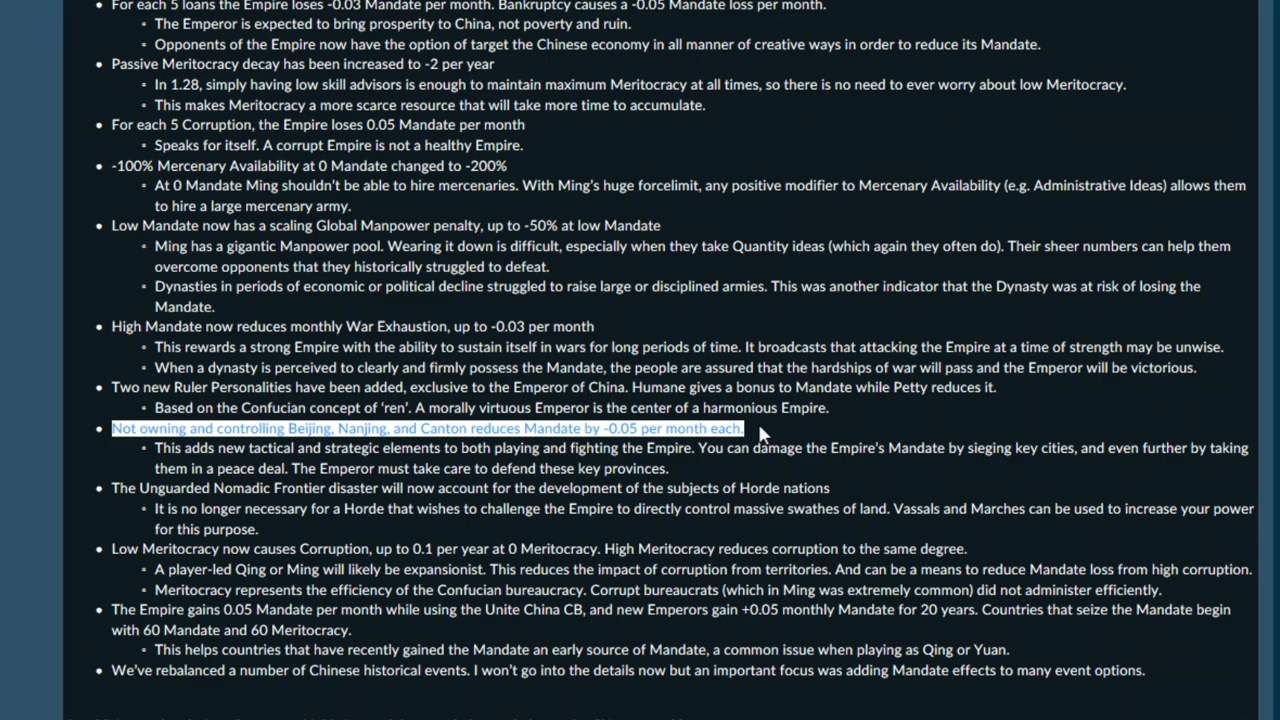 For each 5 loans the Emperor loses -0.03 Mandate per month. Bankruptcy causes a -0.05 Mandate loss per month.
The Emperor is expected to bring prosperity to China, not poverty and ruin.
Opponents of the Empire now have the option of target the Chinese economy in all manner of creative ways in order to reduce its Mandate.
Passive Meritocracy decay has been increased to -2 per year
In 1.28, simply having low skill advisors is enough to maintain maximum Meritocracy at all times, so there is no need to ever worry about low Meritocracy.
This makes Meritocracy a more scarce resource that will take more time to accumulate.
For each 5 Corruption, the Empire loses 0.05 Mandate per month
Speaks for itself. A corrupt Empire is not a healthy Empire.
-100% Mercenary Availability at 0 Mandate changed to -200%
At 0 Mandate Ming shouldn't be able to hire mercenaries. With Ming's huge forcelimit, any positive modifier to Mercenary Availability (e.g. Administrative Ideas) allows them
to hire a large mercenary army.
Low Mandate now has a scaling Global Manpower penalty, up to -50% at low Mandate
Ming has a gigantic Manpower pool. Wearing it down is difficult, especially when they take Quantity ideas (which again they often do). Their sheer numbers can help them
overcome opponents that they historically struggled to defeat.
Dynasties in periods of economic or political decline struggled to raise large or disciplined armies. This was another indicator that the Dynasty was at risk of losing the
Mandate.
High Mandate now reduces monthly War Exhaustion, up to -0.03 per month
This rewards a strong Empire with the ability to sustain itself in wars for long periods of time. It broadcasts that attacking the Empire at a time of strength may be unwise.
When a dynasty is perceived to clearly and firmly possess the Mandate, the people are assured that the hardships of war will pass and the Emperor will be victorious.
Two new Ruler Personalities have been added, exclusive to the Emperor of China. Humane gives a bonus to Mandate while Petty reduces it.
Based on the Confucian concept of 'ren'. A morally virtuous Emperor is the center of a harmonious Empire.
Not owning and controlling Beijing, Nanjing, and Canton reduces Mandate by -0.05 per month each.
This adds new tactical and strategic elements to both playing and fighting the Empire. You can damage the Empire's Mandate by sieging key cities, and even further by taking
them in a peace deal. The Emperor must take care to defend these key provinces.
The Unguarded Nomadic Frontier disaster will now account for the development of the subjects of Horde nations
It is no longer necessary for a Horde that wishes to challenge the Empire to directly control massive swathes of land. Vassals and Marches can be used to increase your power
for this purpose.
Low Meritocracy now causes Corruption, up to 0.1 per year at 0 Meritocracy. High Meritocracy reduces corruption to the same degree.
A player-led Qing or Ming will likely be expansionist. This reduces the impact of corruption from territories. And can be a means to reduce Mandate loss from high corruption.
Meritocracy represents the efficiency of the Confucian bureaucracy. Corrupt bureaucrats (which in Ming was extremely common) did not administer efficiently.
The Empire gains 0.05 Mandate per month while using the Unite China CB, and new Emperors gain +0.05 monthly Mandate for 20 years. Countries that seize the Mandate begin
with 60 Mandate and 60 Meritocracy.
This helps countries that have recently gained the Mandate an early source of Mandate, a common issue when playing as Qing or Yuan.
We've rebalanced a number of Chinese historical events. I won't go into the details now but an important focus was adding Mandate effects to many event options.